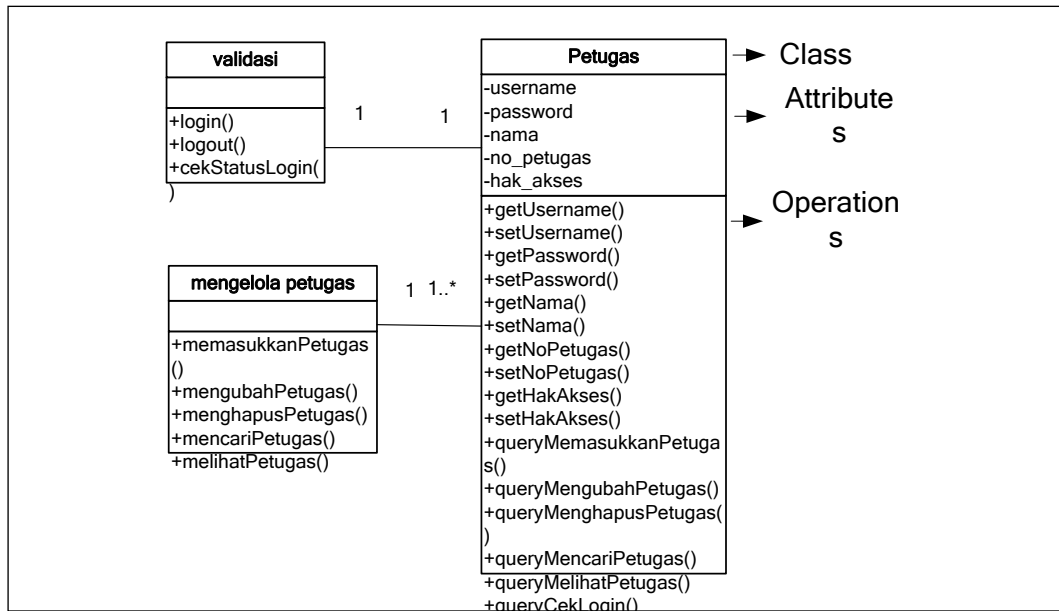 validasi
+login()
+logout()
+cekStatusLogin(
)
1
1
Petugas
-username
-password
-nama
-no_petugas
-hak_akses
+getUsername()
+setUsername()
+getPassword()
+setPassword()
+getNama()
+setNama()
+getNoPetugas()
+setNoPetugas()
+getHakAkses()
+setHakAkses()
+queryMemasukkanPetuga
s()
+queryMengubahPetugas()
+queryMenghapusPetugas(
)
+queryMencariPetugas()
+queryMelihatPetugas()
+queryCekLogin()
Class
Attribute
s
Operation
s
mengelola petugas
+memasukkanPetugas
()
+mengubahPetugas()
+menghapusPetugas()
+mencariPetugas()
+melihatPetugas()
1
1..*